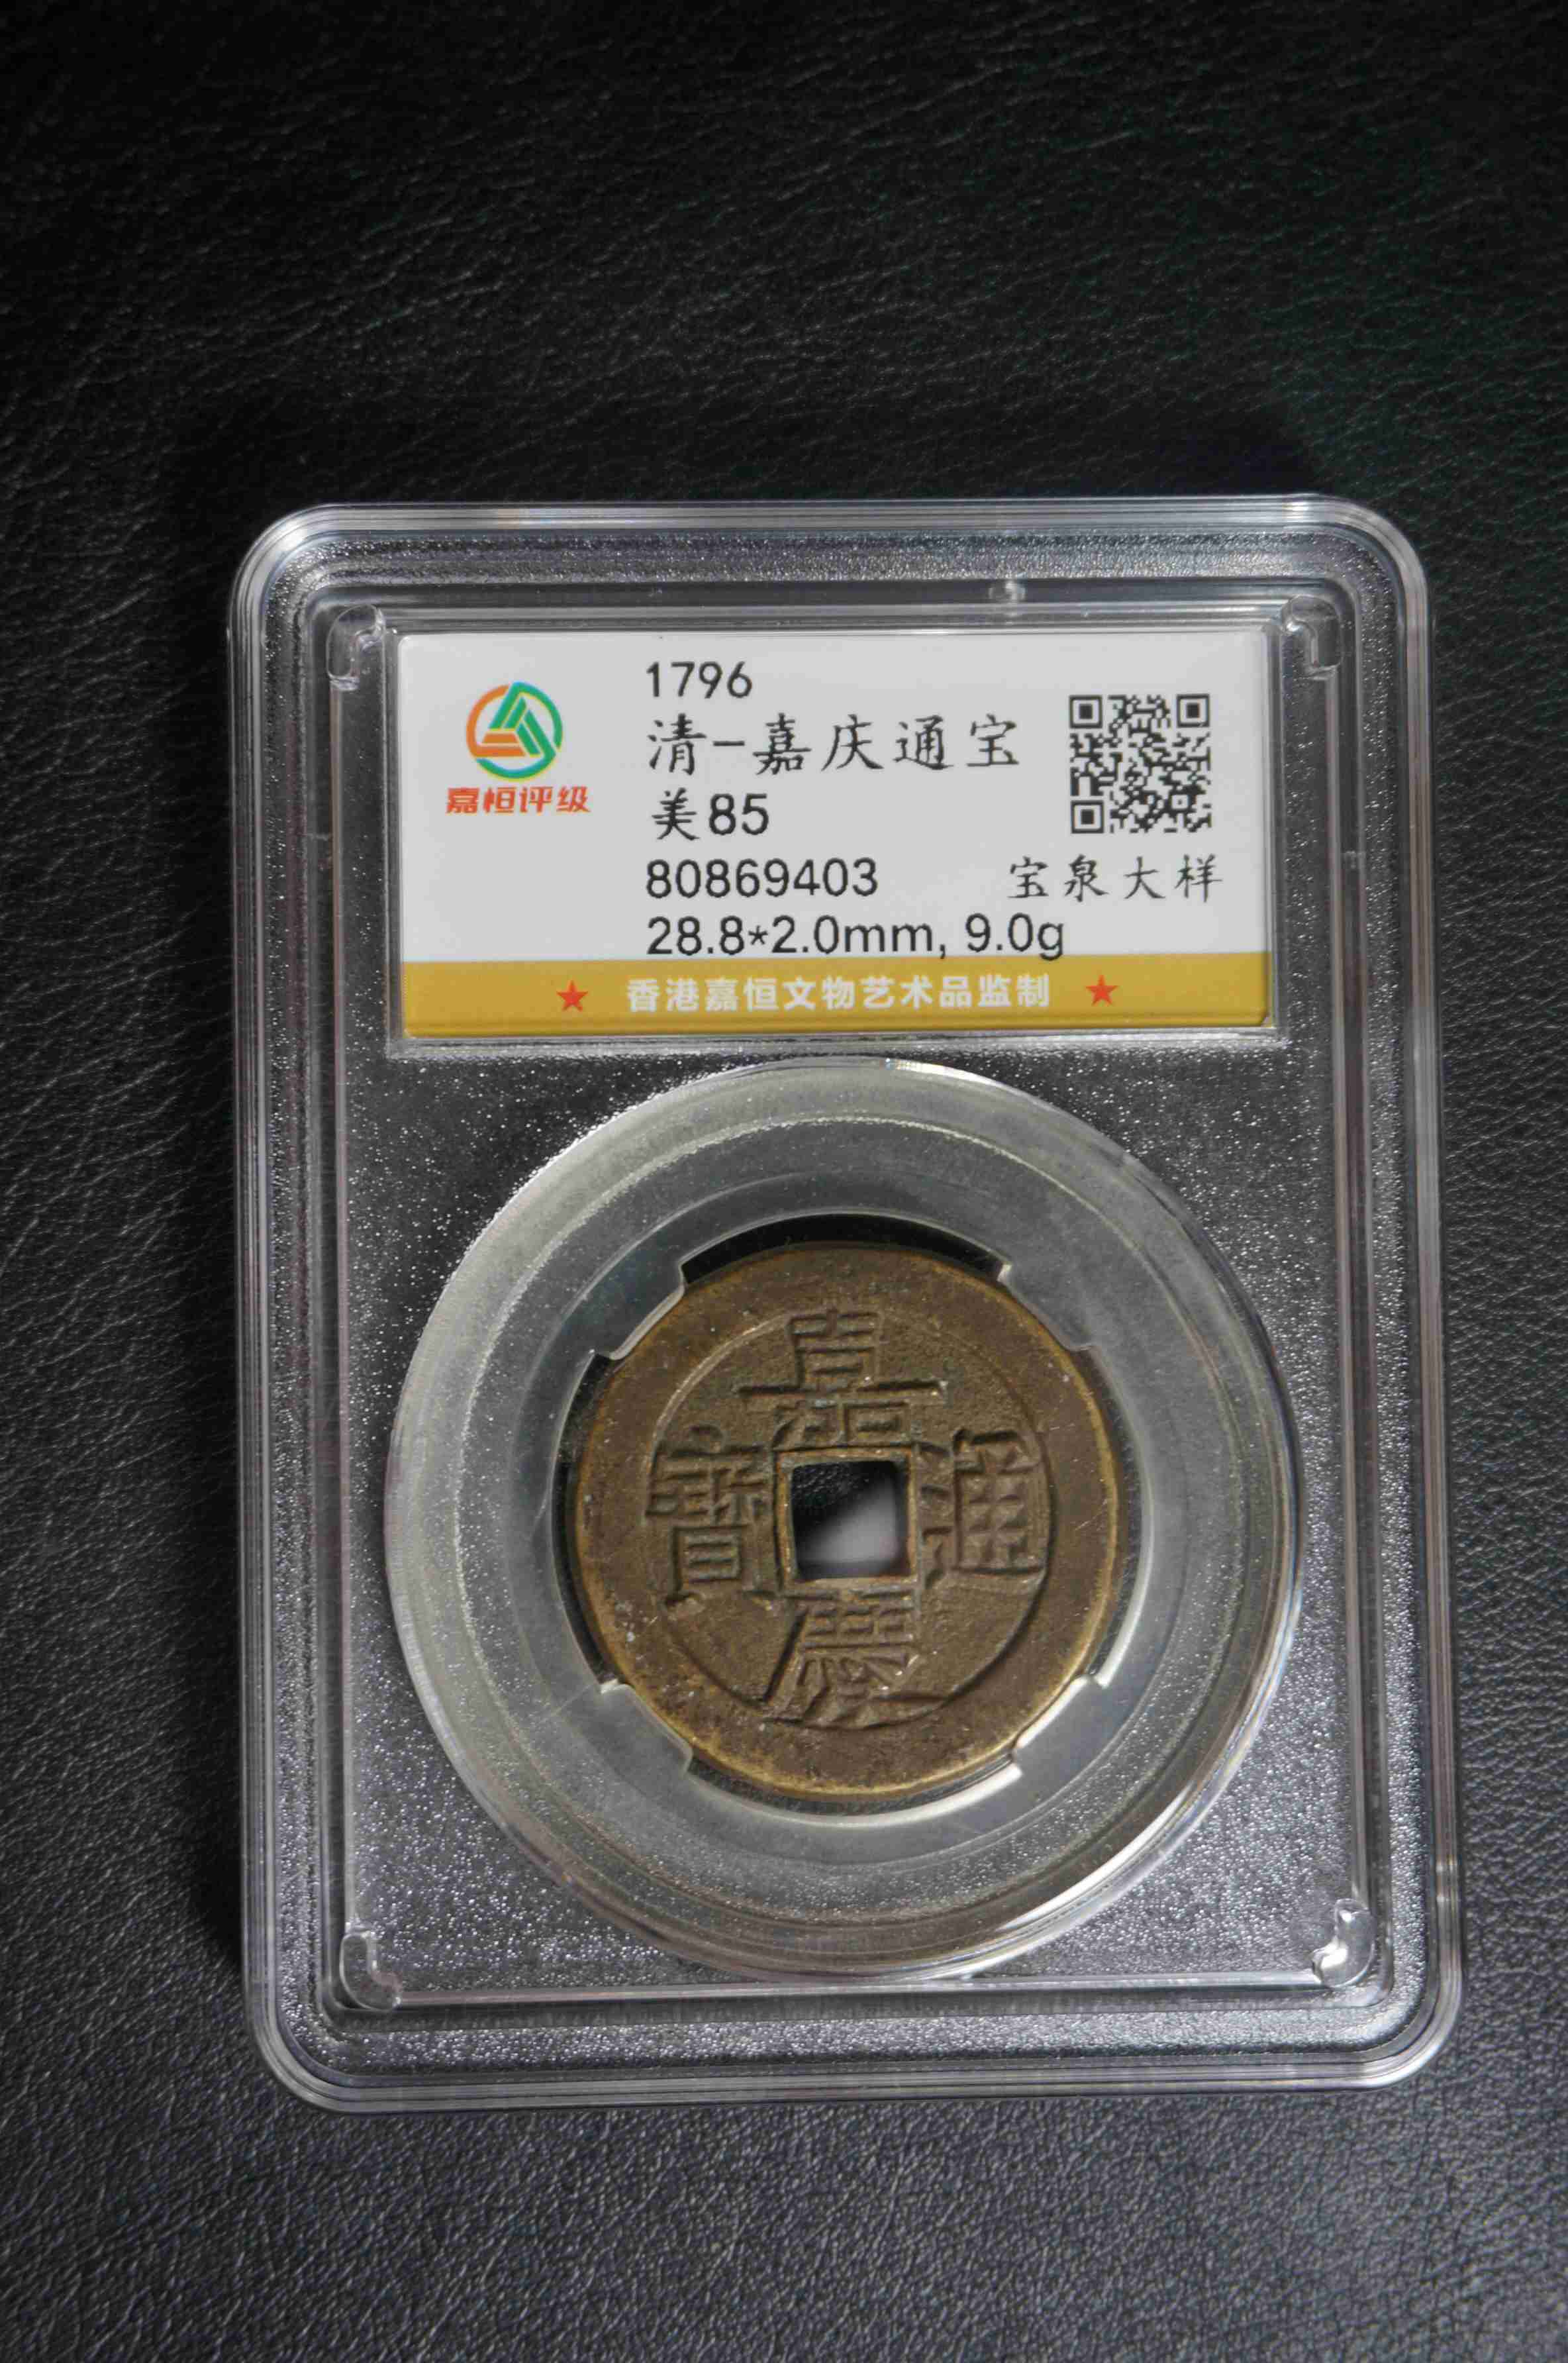 嘉恒评级
1796
清-嘉庆通宝
美85
80869403 宝泉大样
28.8*2.0mm, 9.0g
★ 香港嘉恒文物艺术品监制 ★
嘉
寶 通
慶